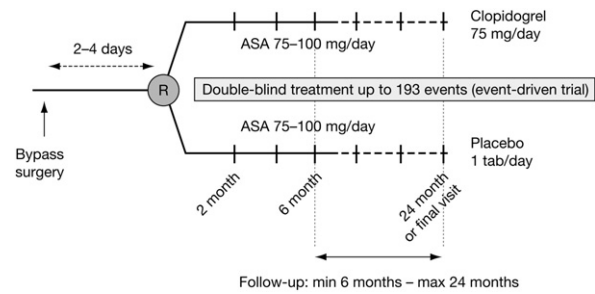 Clopidogrel
75 mg/day
2–4 days
ASA 75–100 mg/day
R
Double-blind treatment up to 193 events (event-driven trial)
ASA 75–100 mg/day
Bypass
surgery
Placebo
1 tab/day
2 month
6 month
24 month
or final visit
Follow-up: min 6 months – max 24 months